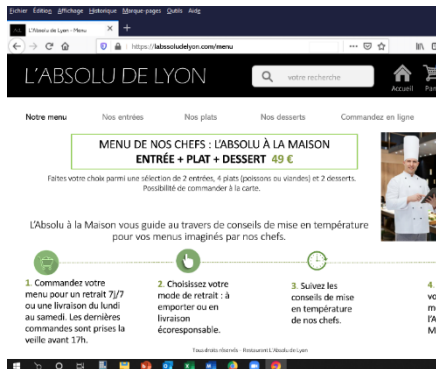 Fichier Edition Affichage Historique Marque-pages Outils Aide
L'Absolu de Lyon - Menu
https://labssoludelyon.com/menu
L'ABSOLU DE LYON
votre recherche
Accueil
Notre menu Nos entrées Nos plats Nos desserts Commandez en ligne
MENU DE NOS CHEFS : L'ABSOLU À LA MAISON
ENTRÉE + PLAT + DESSERT 49 €
Faites votre choix parmi une sélection de 2 entrées, 4 plats (poissons ou viandes) et 2 desserts.
Possibilité de commander à la carte.
L'Absolu à la Maison vous guide au travers de conseils de mise en température
pour vos menus imaginés par nos chefs.
1. Commandez votre
menu pour un retrait 7j/7
ou une livraison du lundi
au samedi. Les dernières
commandes sont prises la
veille avant 17h.
2. Choisissez votre
mode de retrait : à
emporter ou en
livraison
écoresponsable.
3. Suivez les
conseils de mise
en température
de nos chefs.
4.
Tous droits réservés - Restaurant L'Absolu de Lyon